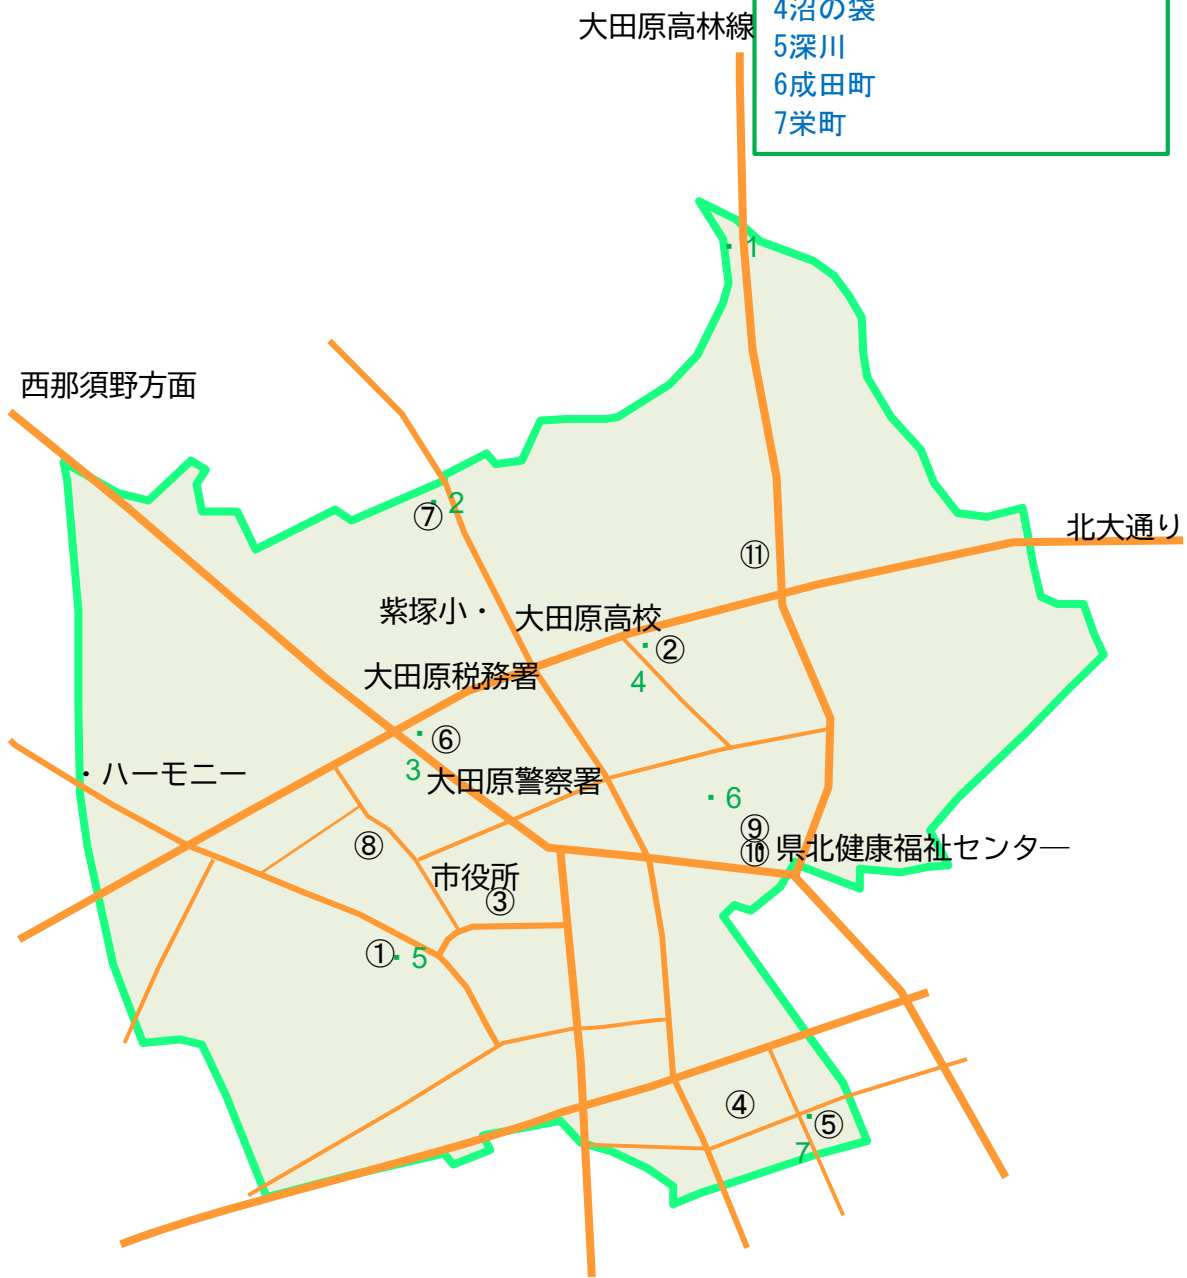 大田原高林線
4沼の袋
5深川
6成田町
7栄町
1
西那須野方面
2
⑦
北大通り
⑪
紫塚小・
大田原高校
②
大田原税務署
4
⑥
3
大田原警察署
・ハーモニー
6
⑨
⑧
⑩
県北健康福祉センター
市役所
③
①
5
④
⑤
7